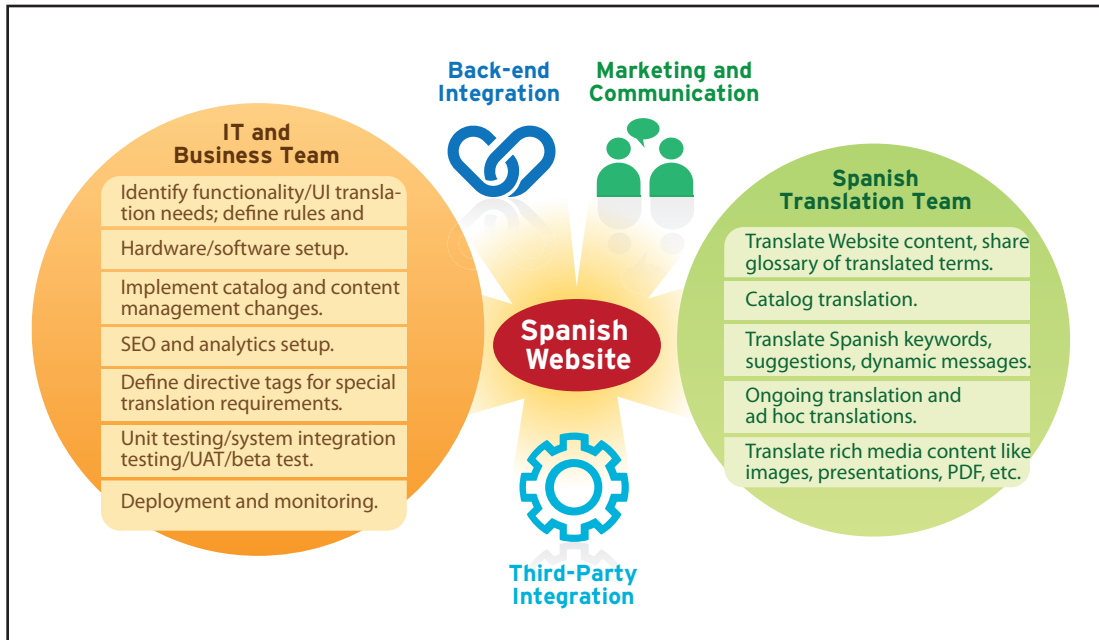 Back-end
Integration
Marketing and
Communication
IT and
Business Team
Identify functionality/UI transla-
tion needs; define rules and
Hardware/software setup.
Implement catalog and content
management changes.
SEO and analytics setup.
Define directive tags for special
translation requirements.
Unit testing/system integration
testing/UAT/beta test.
Deployment and monitoring.
Spanish
Website
Spanish
Translation Team
Translate Website content, share
glossary of translated terms.
Catalog translation.
Translate Spanish keywords,
suggestions, dynamic messages.
Ongoing translation and
ad hoc translations.
Translate rich media content like
images, presentations, PDF, etc.
Third-Party
Integration